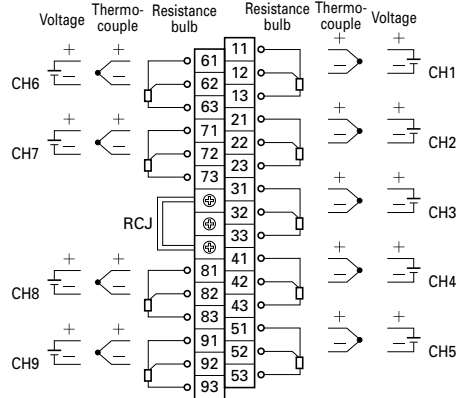 Voltage Thermo-couple Resistance bulb Resistance bulb Thermo-couple Voltage
+ + 61 11 + +
CH6 − − 62 12 − − CH1
63 13
+ + 71 21 + +
CH7 − − 72 22 − − CH2
73 23
31 + +
RCJ 32 − − CH3
33
+ + 81 41 + +
CH8 − − 82 42 − − CH4
83 43
+ + 91 51 + +
CH9 − − 92 52 − − CH5
93 53